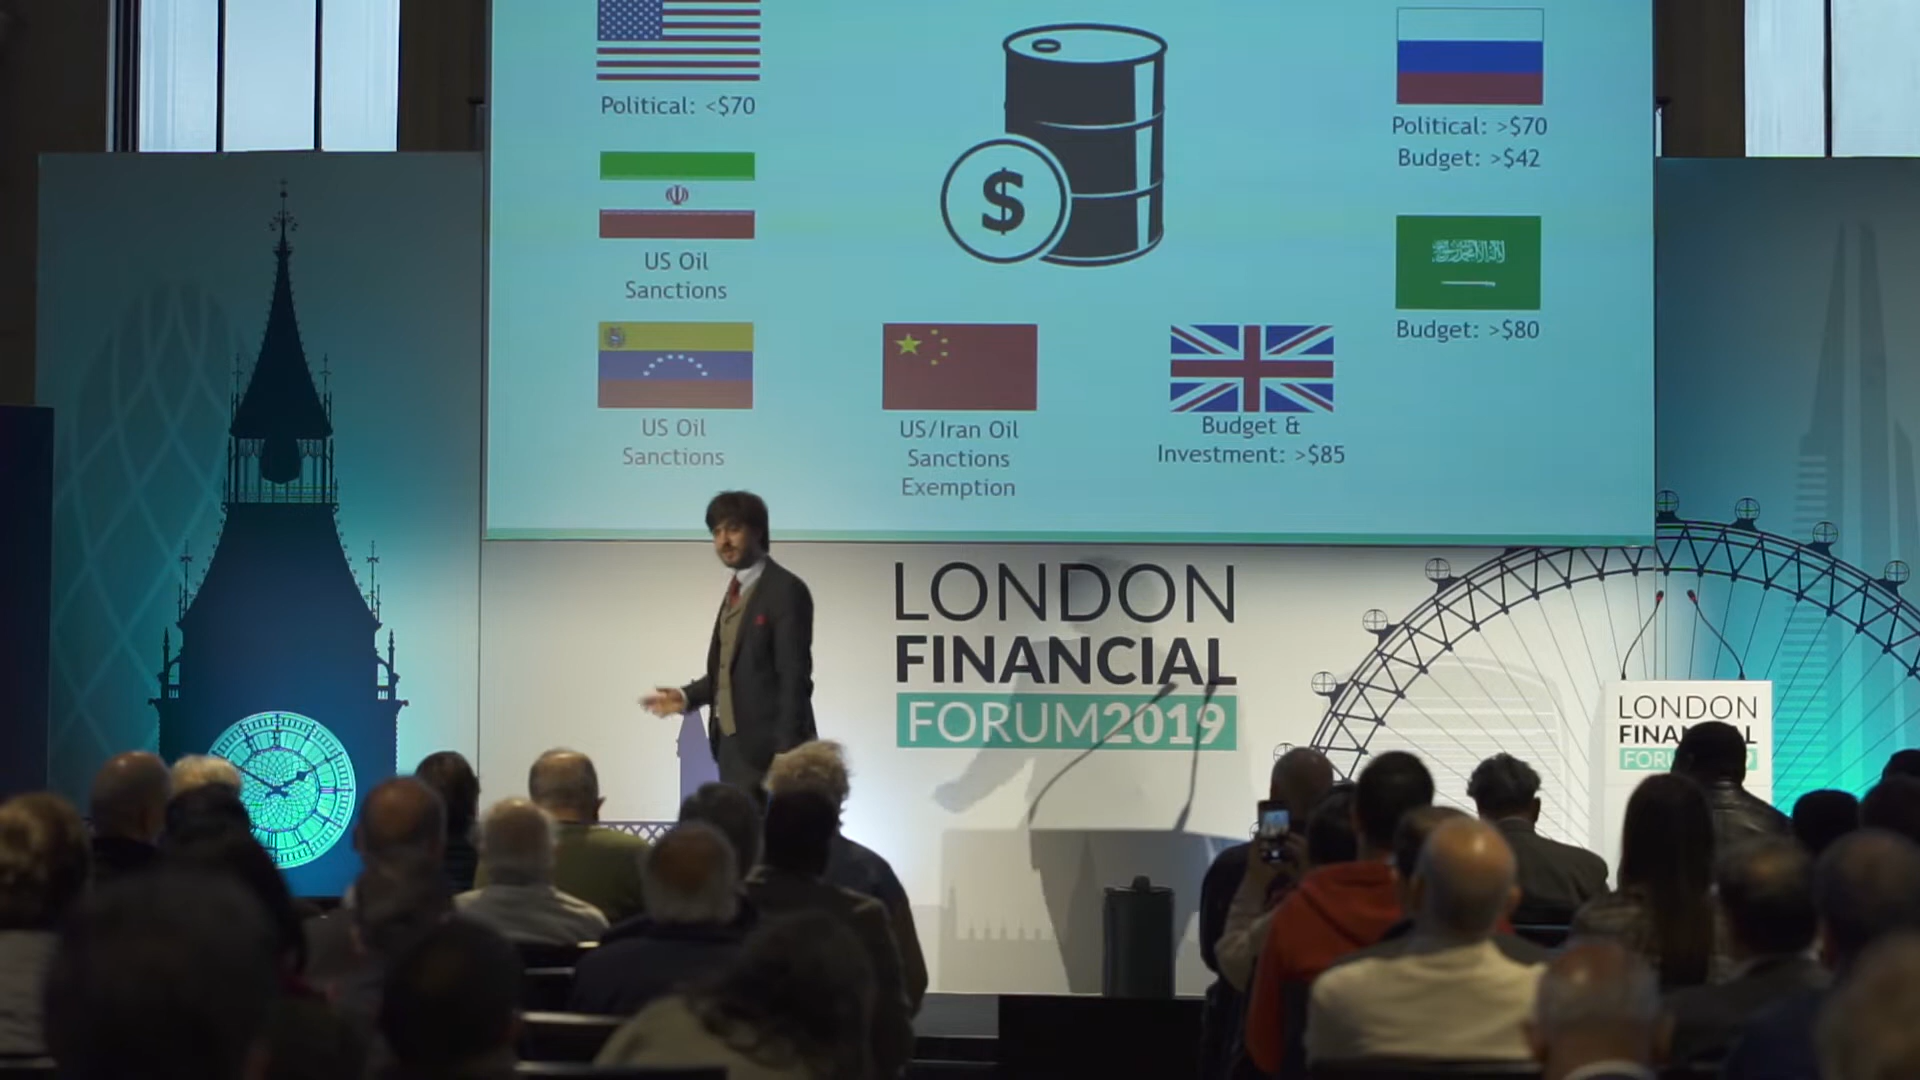 Political: <$70
US Oil
Sanctions
US Oil
Sanctions
US/Iran Oil
Sanctions
Exemption
Budget &
Investment: >$85
Political: >$70
Budget: >$42
Budget: >$80
$
LONDON
FINANCIAL
FORUM2019
LONDON
FINANCIAL